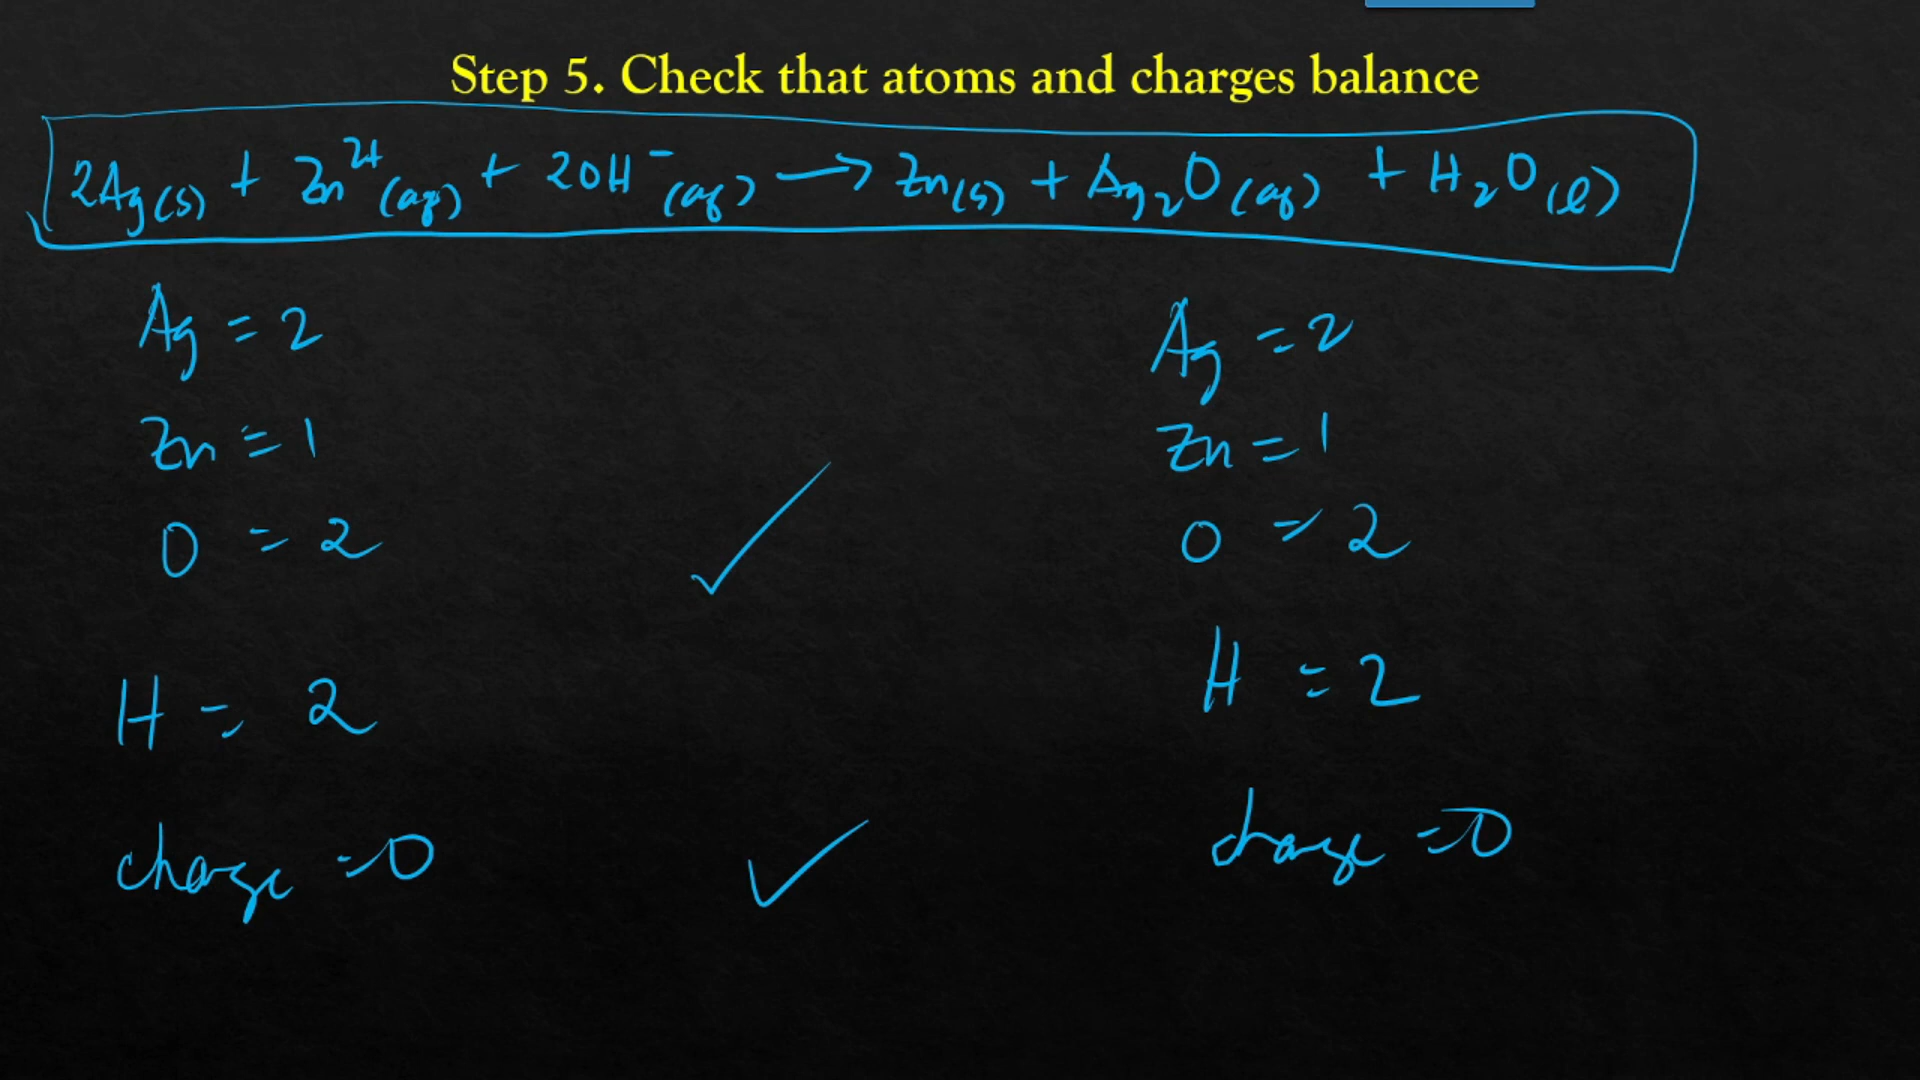 Step 5. Check that atoms and charges balance
2Ag(s) + Zn²⁺(aq) + 2OH⁻(aq) → Zn(s) + Ag₂O(aq) + H₂O(l)
Ag = 2 Ag = 2
Zn = 1 Zn = 1
O = 2 ✓ O = 2
H = 2 H = 2
charge = 0 ✓ charge = 0